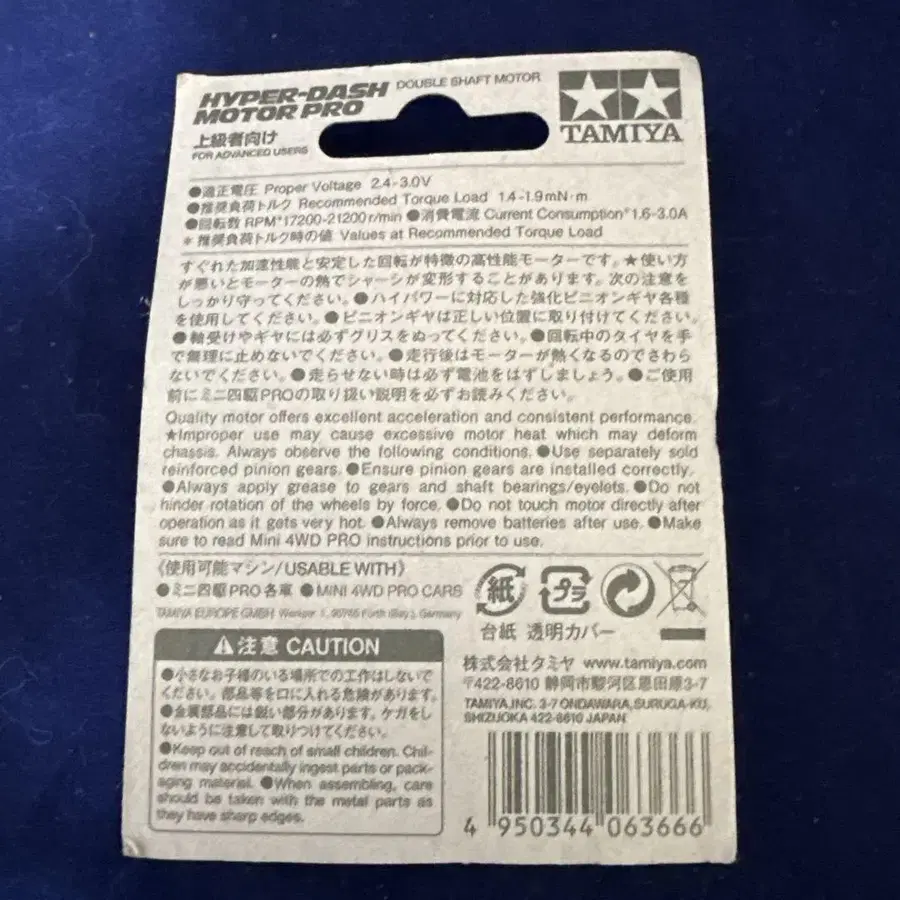 HYPER-DASH
MOTOR PRO
DOUBLE SHAFT MOTOR
上級者向け
FOR ADVANCED USERS
TAMIYA
●適正電圧 Proper Voltage 2.4-3.0V
●推奨負荷トルク Recommended Torque Load 1.4-1.9mN·m
●回転数 RPM*17200-21200r/min ●消費電流 Current Consumption*1.6-3.0A
* 推奨負荷トルク時の値 Values at Recommended Torque Load
すぐれた加速性能と安定した回転が特徴の高性能モーターです。★使い方
が悪いとモーターの熱でシャーシが変形することがあります。次の注意を
しっかり守ってください。●ハイパワーに対応した強化ピニオンギヤ各種
を使用してください。●ピニオンギヤは正しい位置に取り付けてください。
●軸受けやギヤには必ずグリスをぬってください。●回転中のタイヤを手
で無理に止めないでください。●走行後はモーターが熱くなるのでさわら
ないでください。●走らせない時は必ず電池をはずしましょう。●ご使用
前にミニ四駆PROの取り扱い説明を必ずお読みください。
Quality motor offers excellent acceleration and consistent performance.
★Improper use may cause excessive motor heat which may deform
chassis. Always observe the following conditions. ●Use separately sold
reinforced pinion gears. ●Ensure pinion gears are installed correctly.
●Always apply grease to gears and shaft bearings/eyelets. ●Do not
hinder rotation of the wheels by force. ●Do not touch motor directly after
operation as it gets very hot. ●Always remove batteries after use. ●Make
sure to read Mini 4WD PRO instructions prior to use.
《使用可能マシン/USABLE WITH》
●ミニ四駆PRO各車 ●MINI 4WD PRO CARS
TAMIYA EUROPE GMBH Werkstr. 1, 90765 Fürth (Bay.), Germany
紙
プラ
台紙 透明カバー
注意 CAUTION
●小さなお子様のいる場所での工作はしないで
ください。部品等を口に入れる危険があります。
●金属部品には鋭い部分があります。ケガをし
ないように注意して取りつけてください。
●Keep out of reach of small children. Chil-
dren may accidentally ingest parts or pack-
aging material. ●When assembling, care
should be taken with the metal parts as
they have sharp edges.
株式会社タミヤ www.tamiya.com
〒422-8610 静岡市駿河区恩田原3-7
TAMIYA,INC. 3-7 ONDAWARA,SURUGA-KU,
SHIZUOKA 422-8610 JAPAN
4 950344 063666